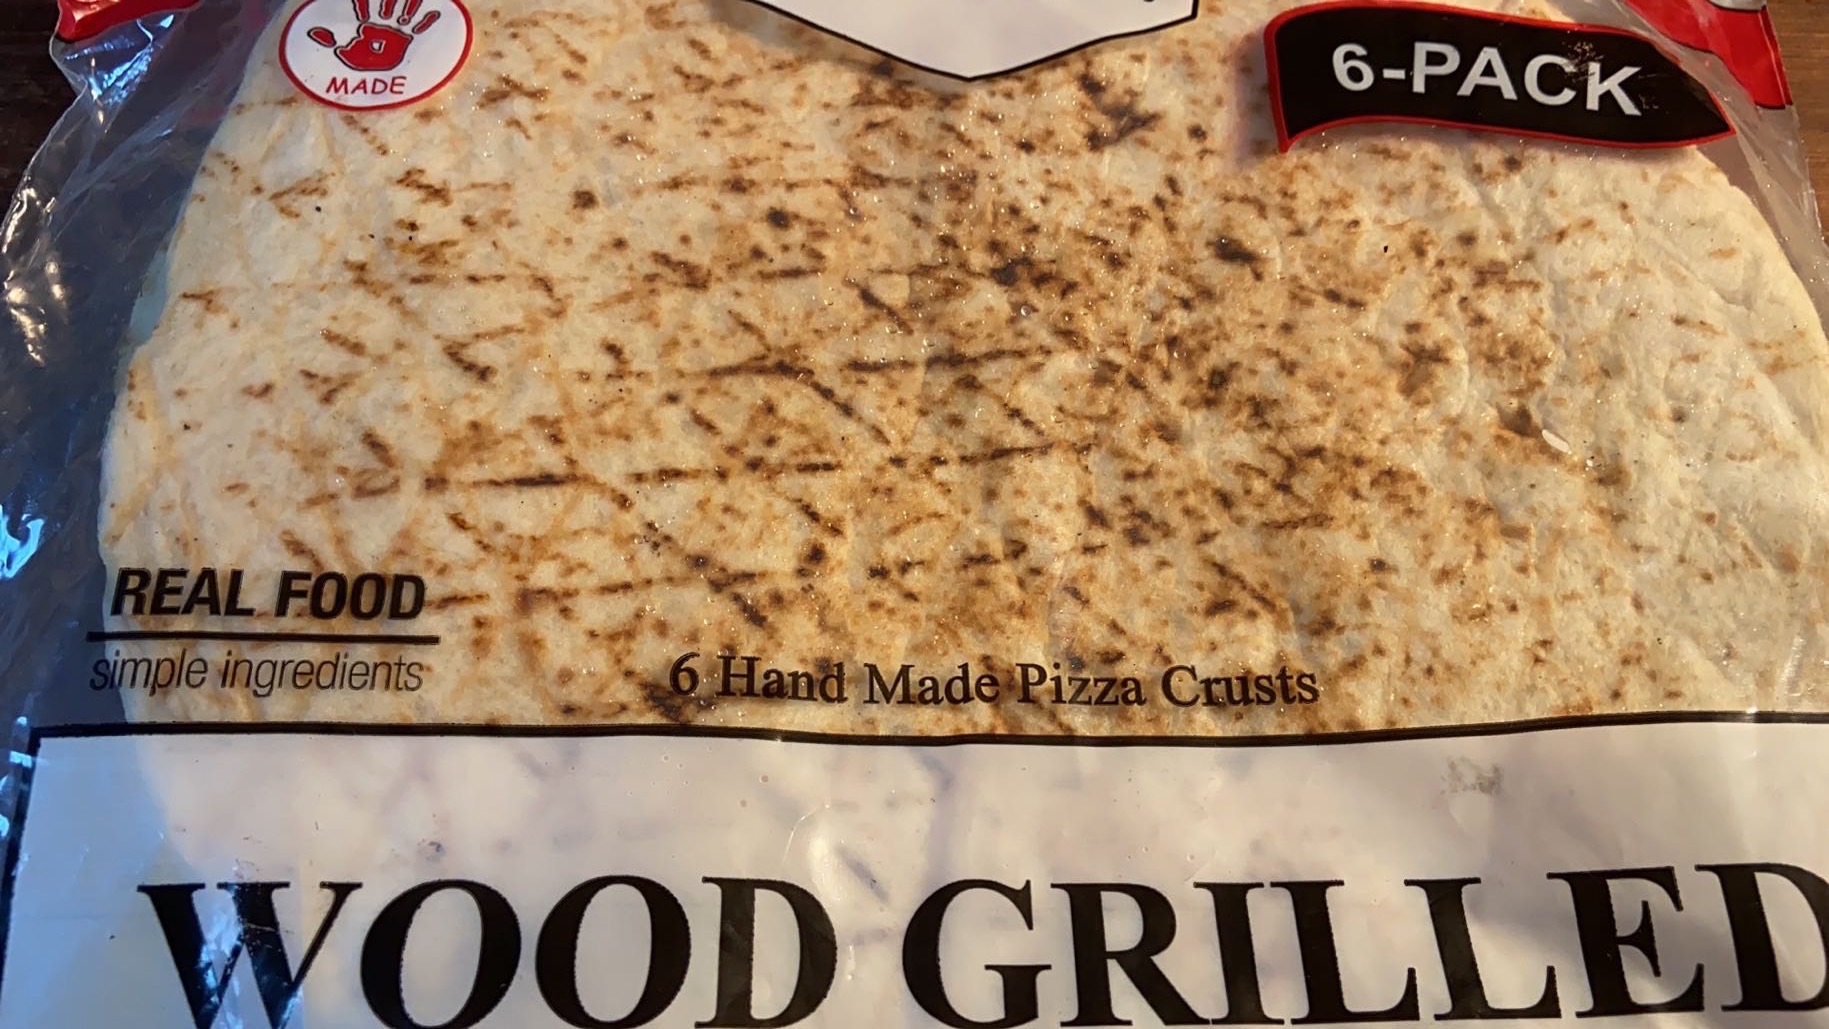 MADE
6-PACK
REAL FOOD
simple ingredients
6 Hand Made Pizza Crusts
WOOD GRILLED